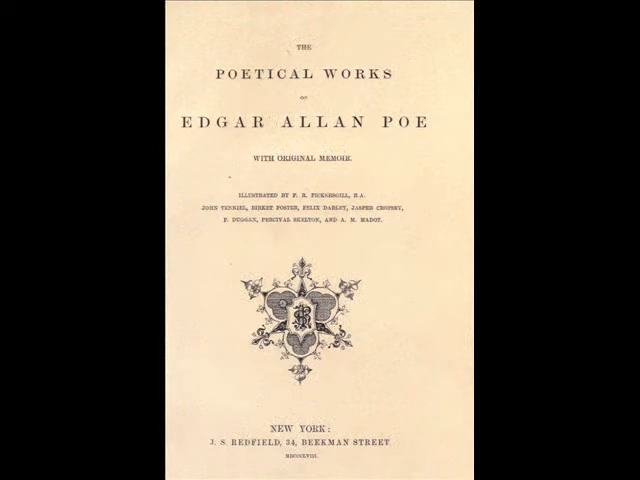 THE
POETICAL WORKS
OF
EDGAR ALLAN POE
WITH ORIGINAL MEMOIR.
ILLUSTRATED BY F. R. PICKERSGILL, R.A.
JOHN TENNIEL, BIRKET FOSTER, FELIX DARLEY, JASPER CROPSEY,
P. DUGGAN, PERCIVAL SKELTON, AND A. M. MADOT.
NEW YORK:
J. S. REDFIELD, 34, BEEKMAN STREET
MDCCCLVIII.